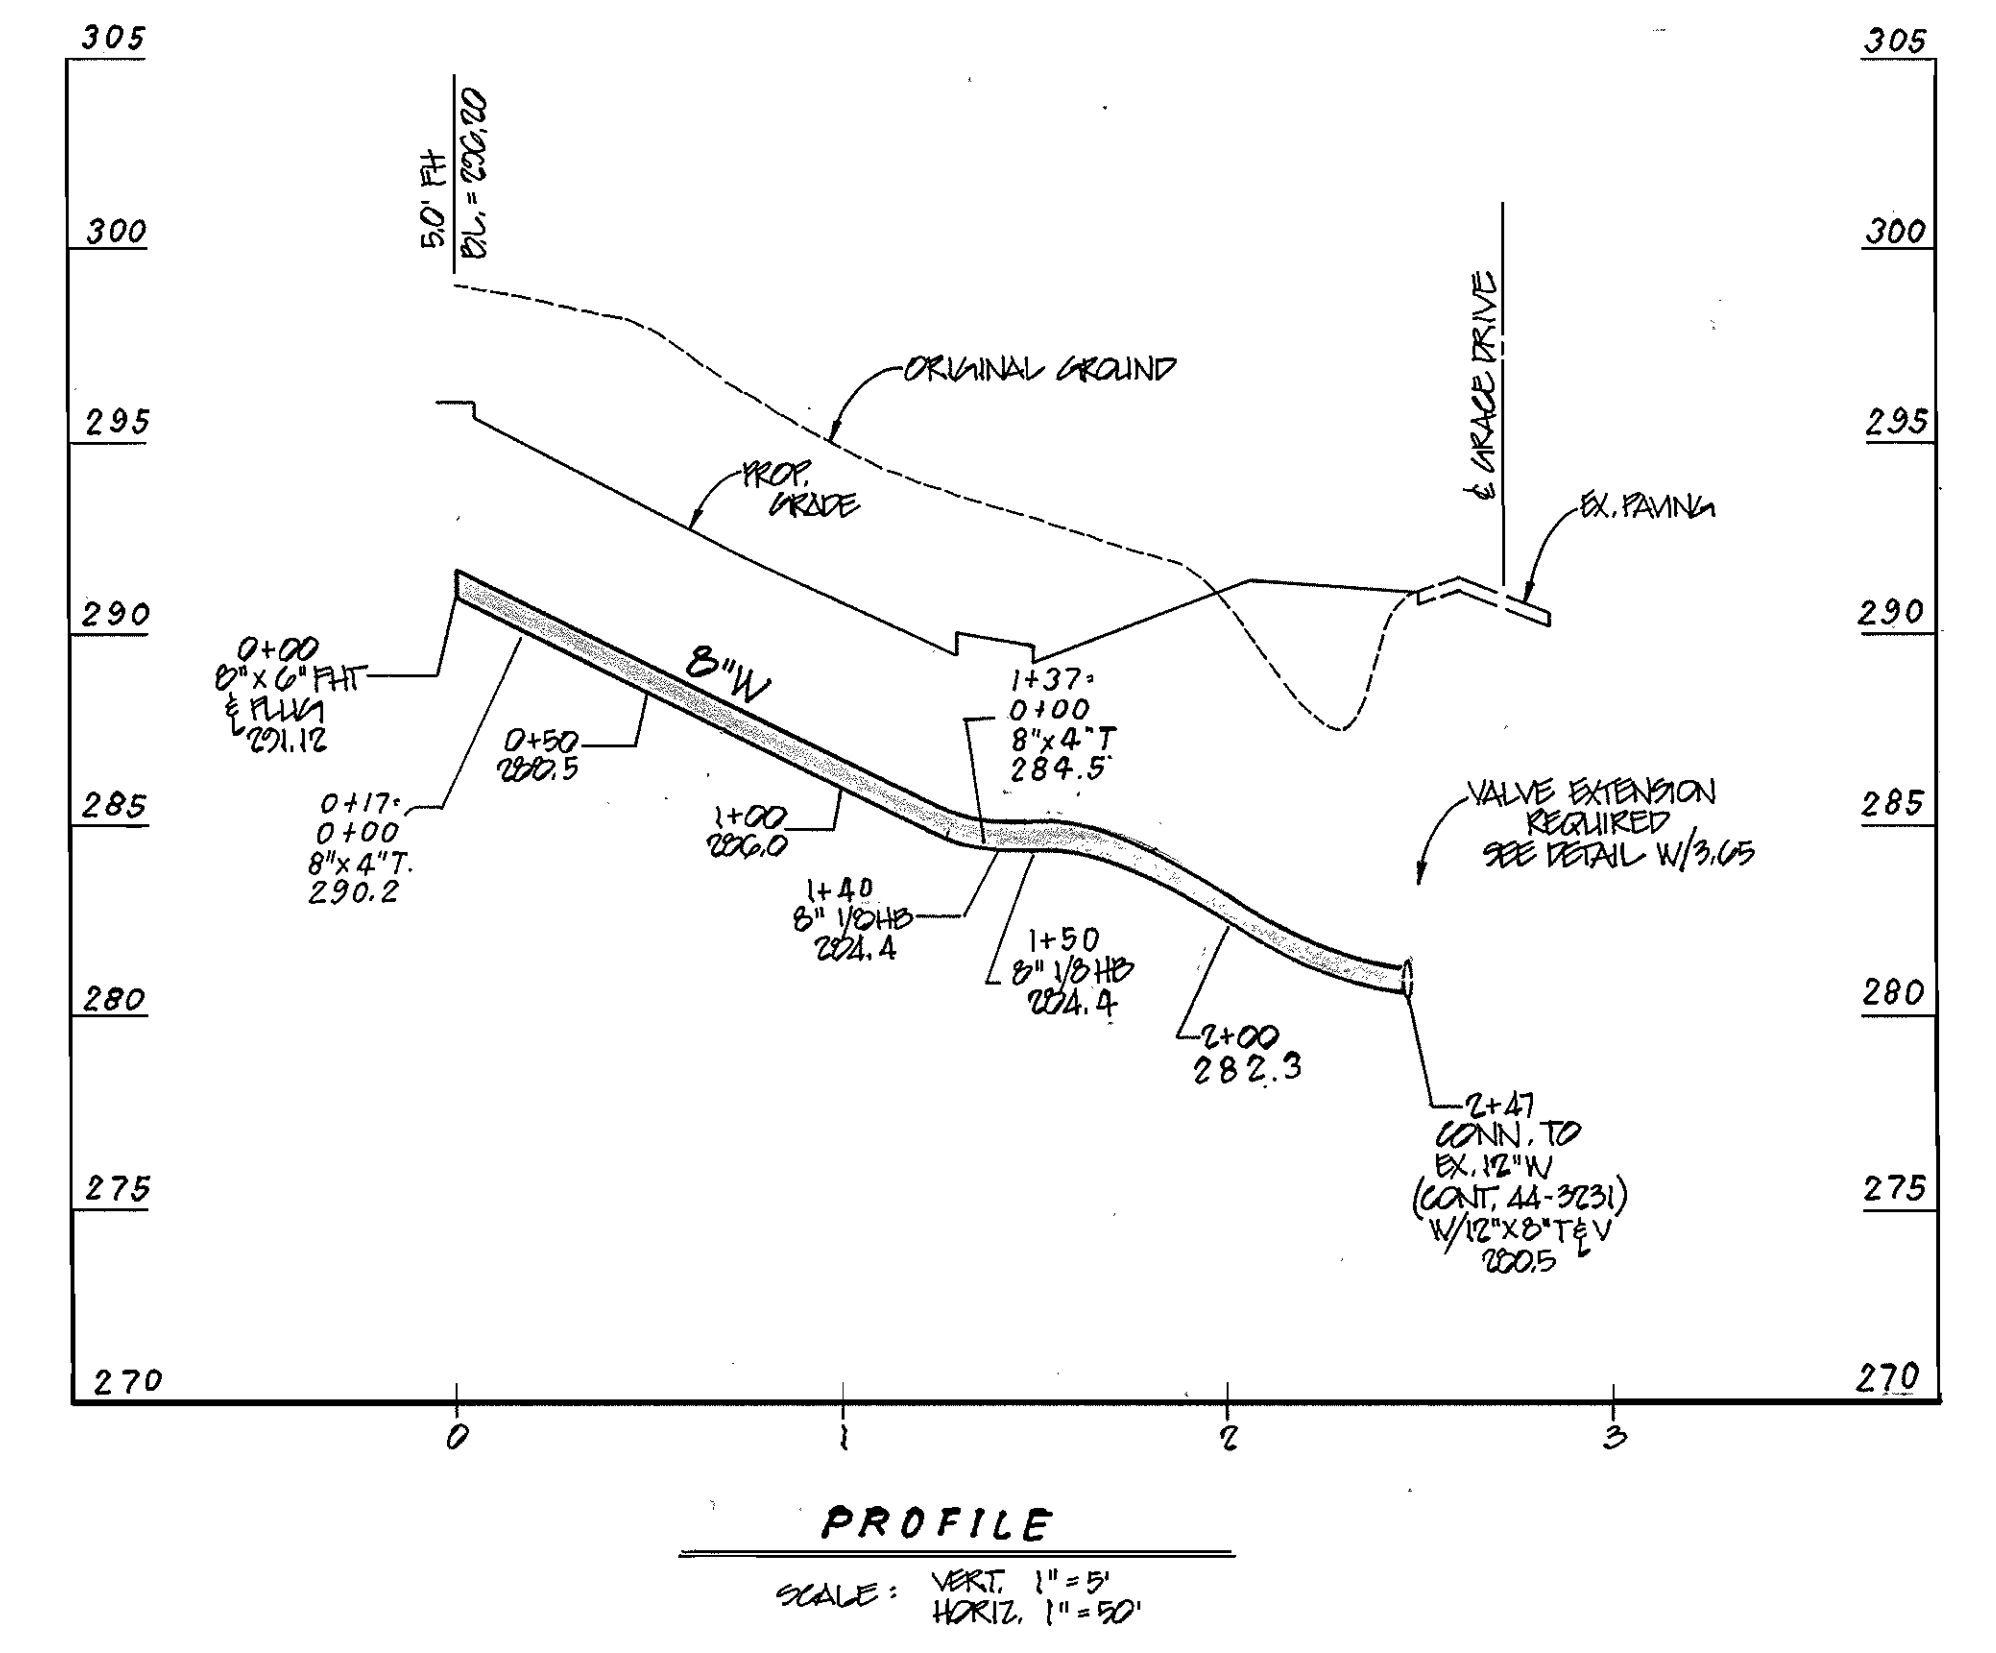 305
305
5.0' FH
BL. = 296.20
300
300
℄ GRACE DRIVE
ORIGINAL GROUND
295
295
PROP.
GRADE
EX. PAVING
290
290
0+00
8" x 6" FHT
& PLUG
291.12
8" W
1+37=
0+00
8" x 4" T
284.5
0+50
288.5
VALVE EXTENSION
REQUIRED
SEE DETAIL W/3.65
285
285
0+17=
0+00
8" x 4" T.
290.2
1+00
286.0
1+40
8" 1/8 HB
284.4
1+50
8" 1/8 HB
284.4
280
280
2+00
282.3
2+47
CONN. TO
EX. 12" W
(CONT. 44-3231)
W/12" X 8" T & V
280.5
275
275
270
270
0
1
2
3
PROFILE
SCALE: VERT. 1" = 5'
HORIZ. 1" = 50'